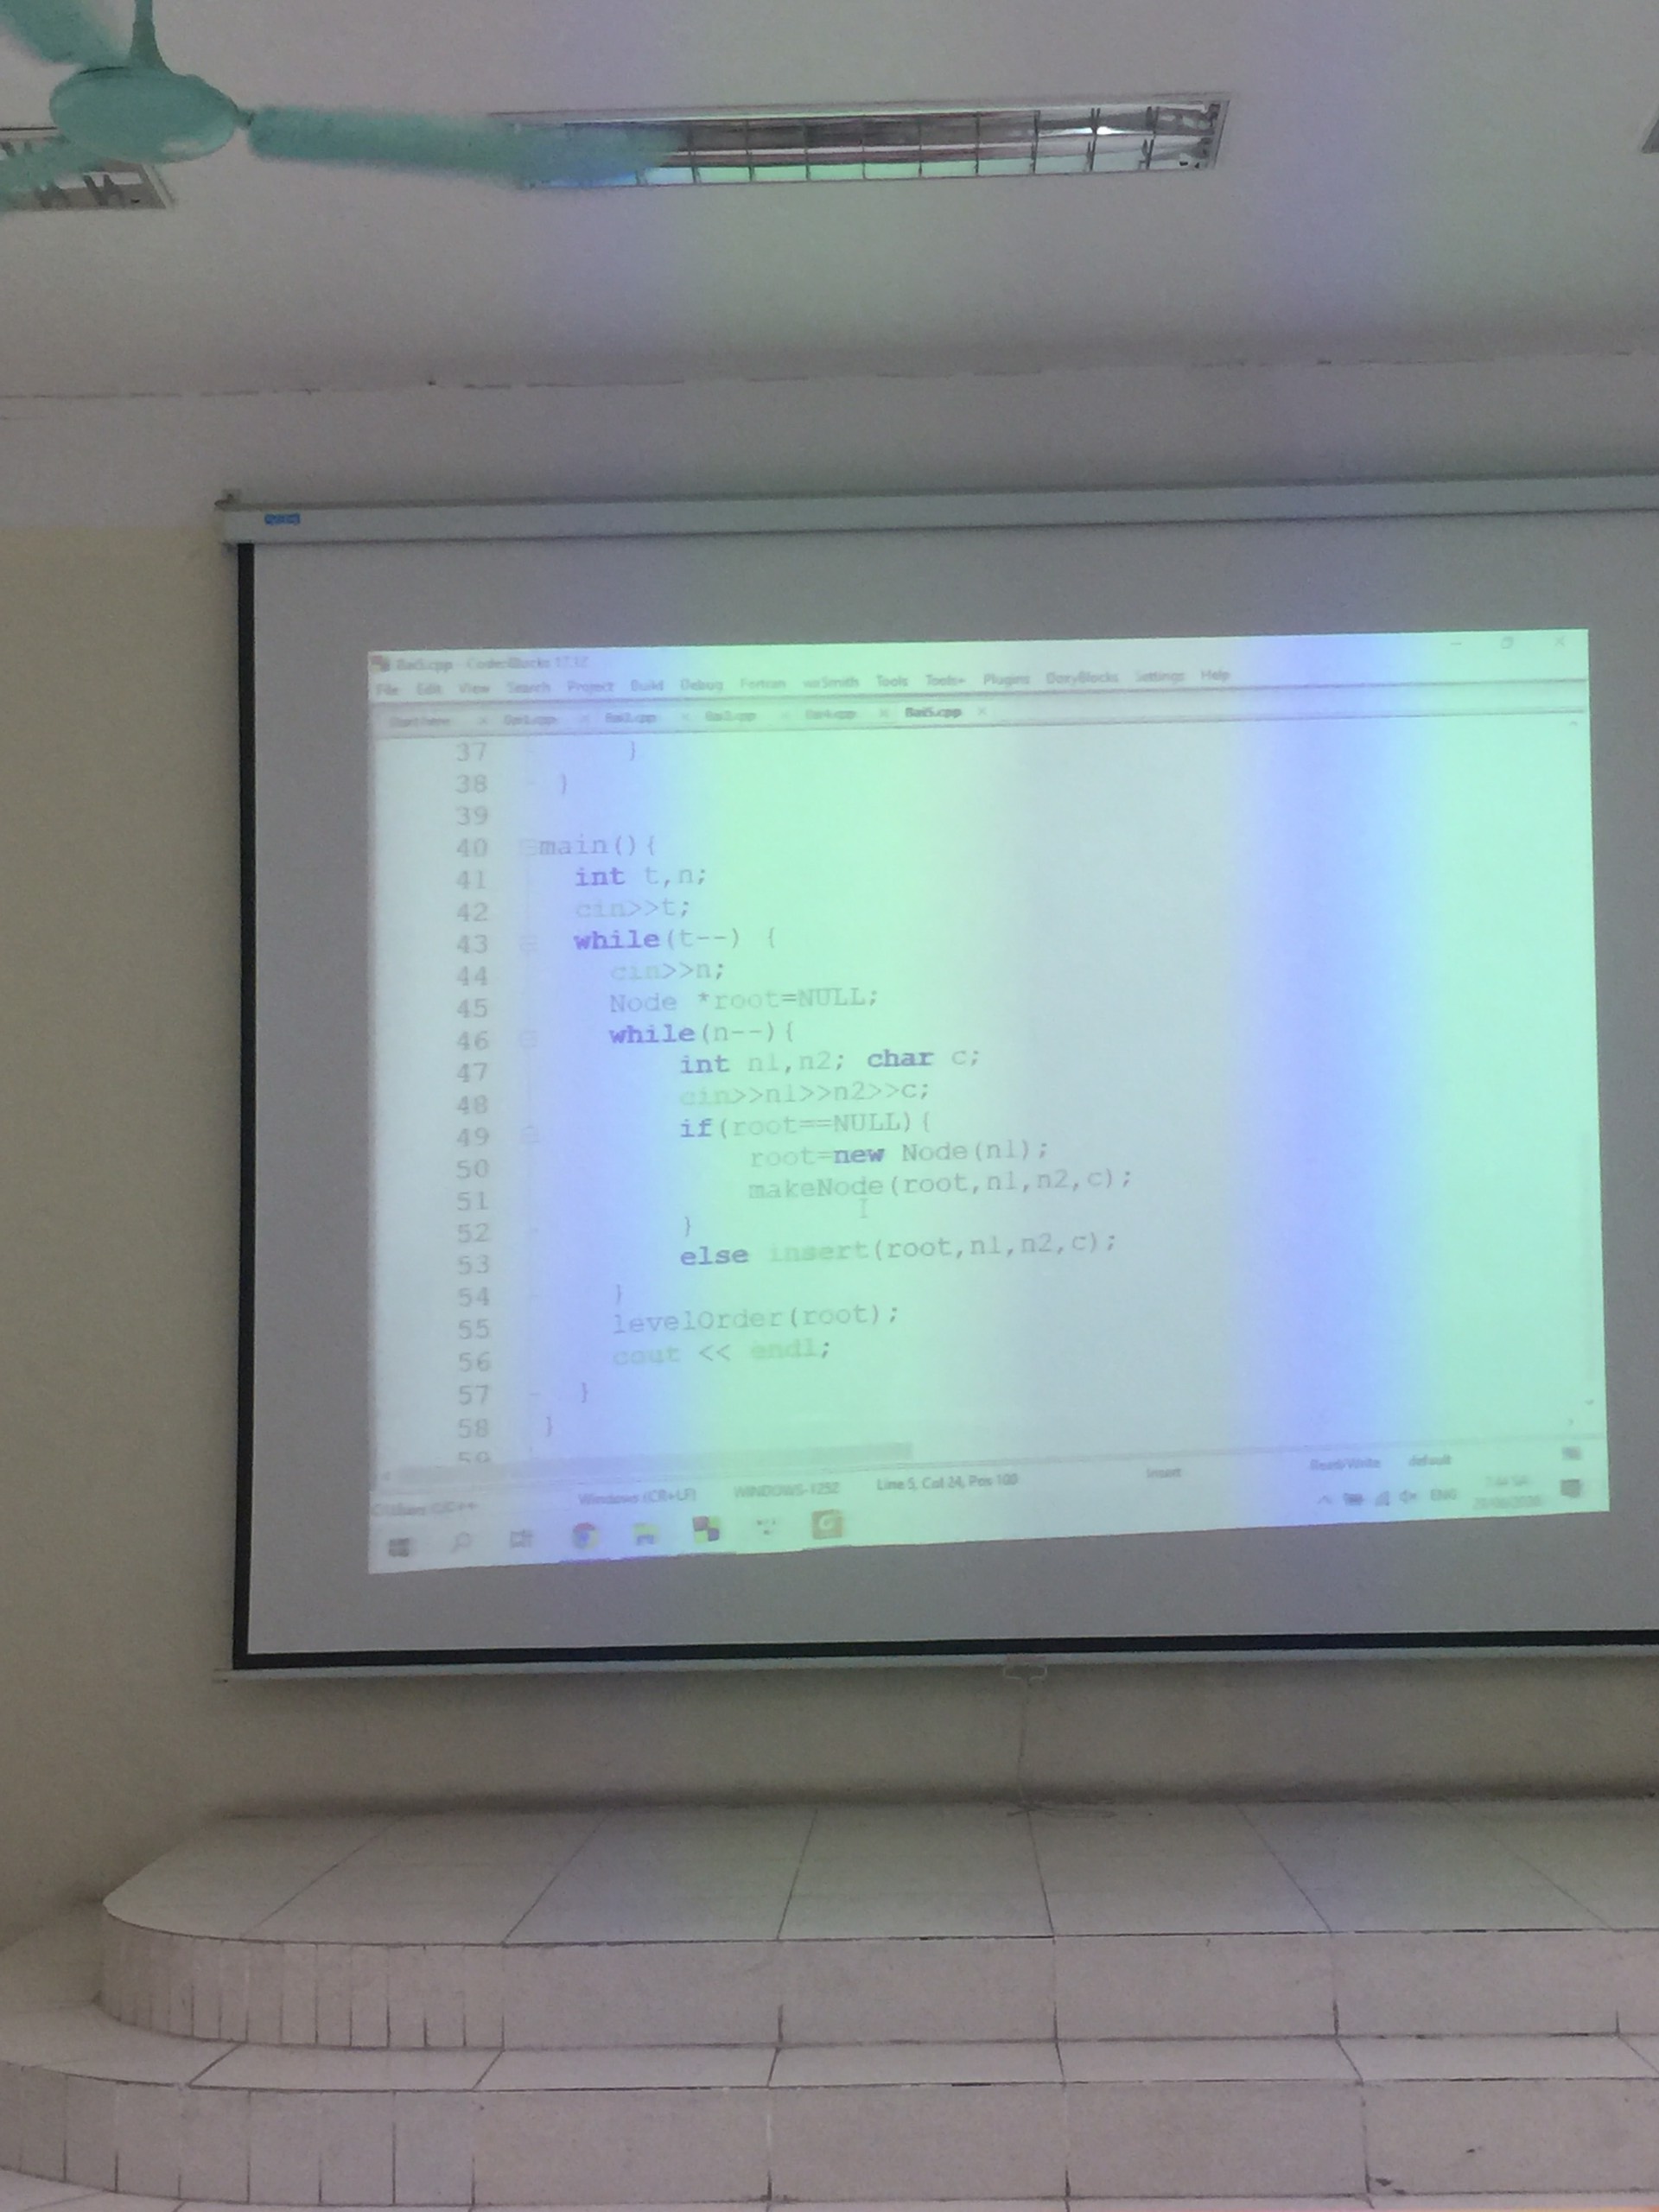 Bai5.cpp - Code::Blocks 17.12
File Edit View Search Project Build Debug Fortran wxSmith Tools Tools+ Plugins DoxyBlocks Settings Help
Start here × Bai1.cpp × Bai2.cpp × Bai3.cpp × Bai4.cpp × Bai5.cpp ×
37 }
38 }
39
40 main(){
41 int t,n;
42 cin>>t;
43 while(t--) {
44 cin>>n;
45 Node *root=NULL;
46 while(n--){
47 int n1,n2; char c;
48 cin>>n1>>n2>>c;
49 if(root==NULL){
50 root=new Node(n1);
51 makeNode(root,n1,n2,c);
52 }
53 else insert(root,n1,n2,c);
54 }
55 levelOrder(root);
56 cout << endl;
57 }
58 }
59
Windows (CR+LF) WINDOWS-1252 Line 5, Col 24, Pos 100 Insert Read/Write default
ENG